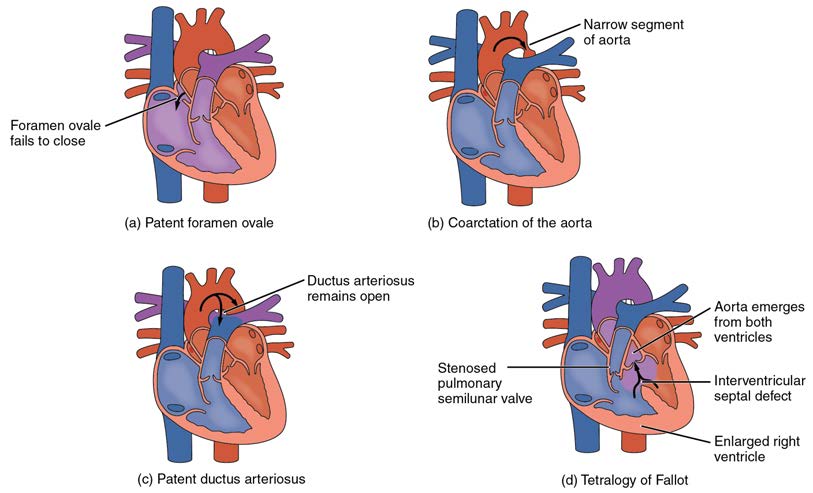 Foramen ovale
fails to close
(a) Patent foramen ovale
Narrow segment
of aorta
(b) Coarctation of the aorta
Ductus arteriosus
remains open
(c) Patent ductus arteriosus
Stenosed
pulmonary
semilunar valve
Aorta emerges
from both
ventricles
Interventricular
septal defect
Enlarged right
ventricle
(d) Tetralogy of Fallot